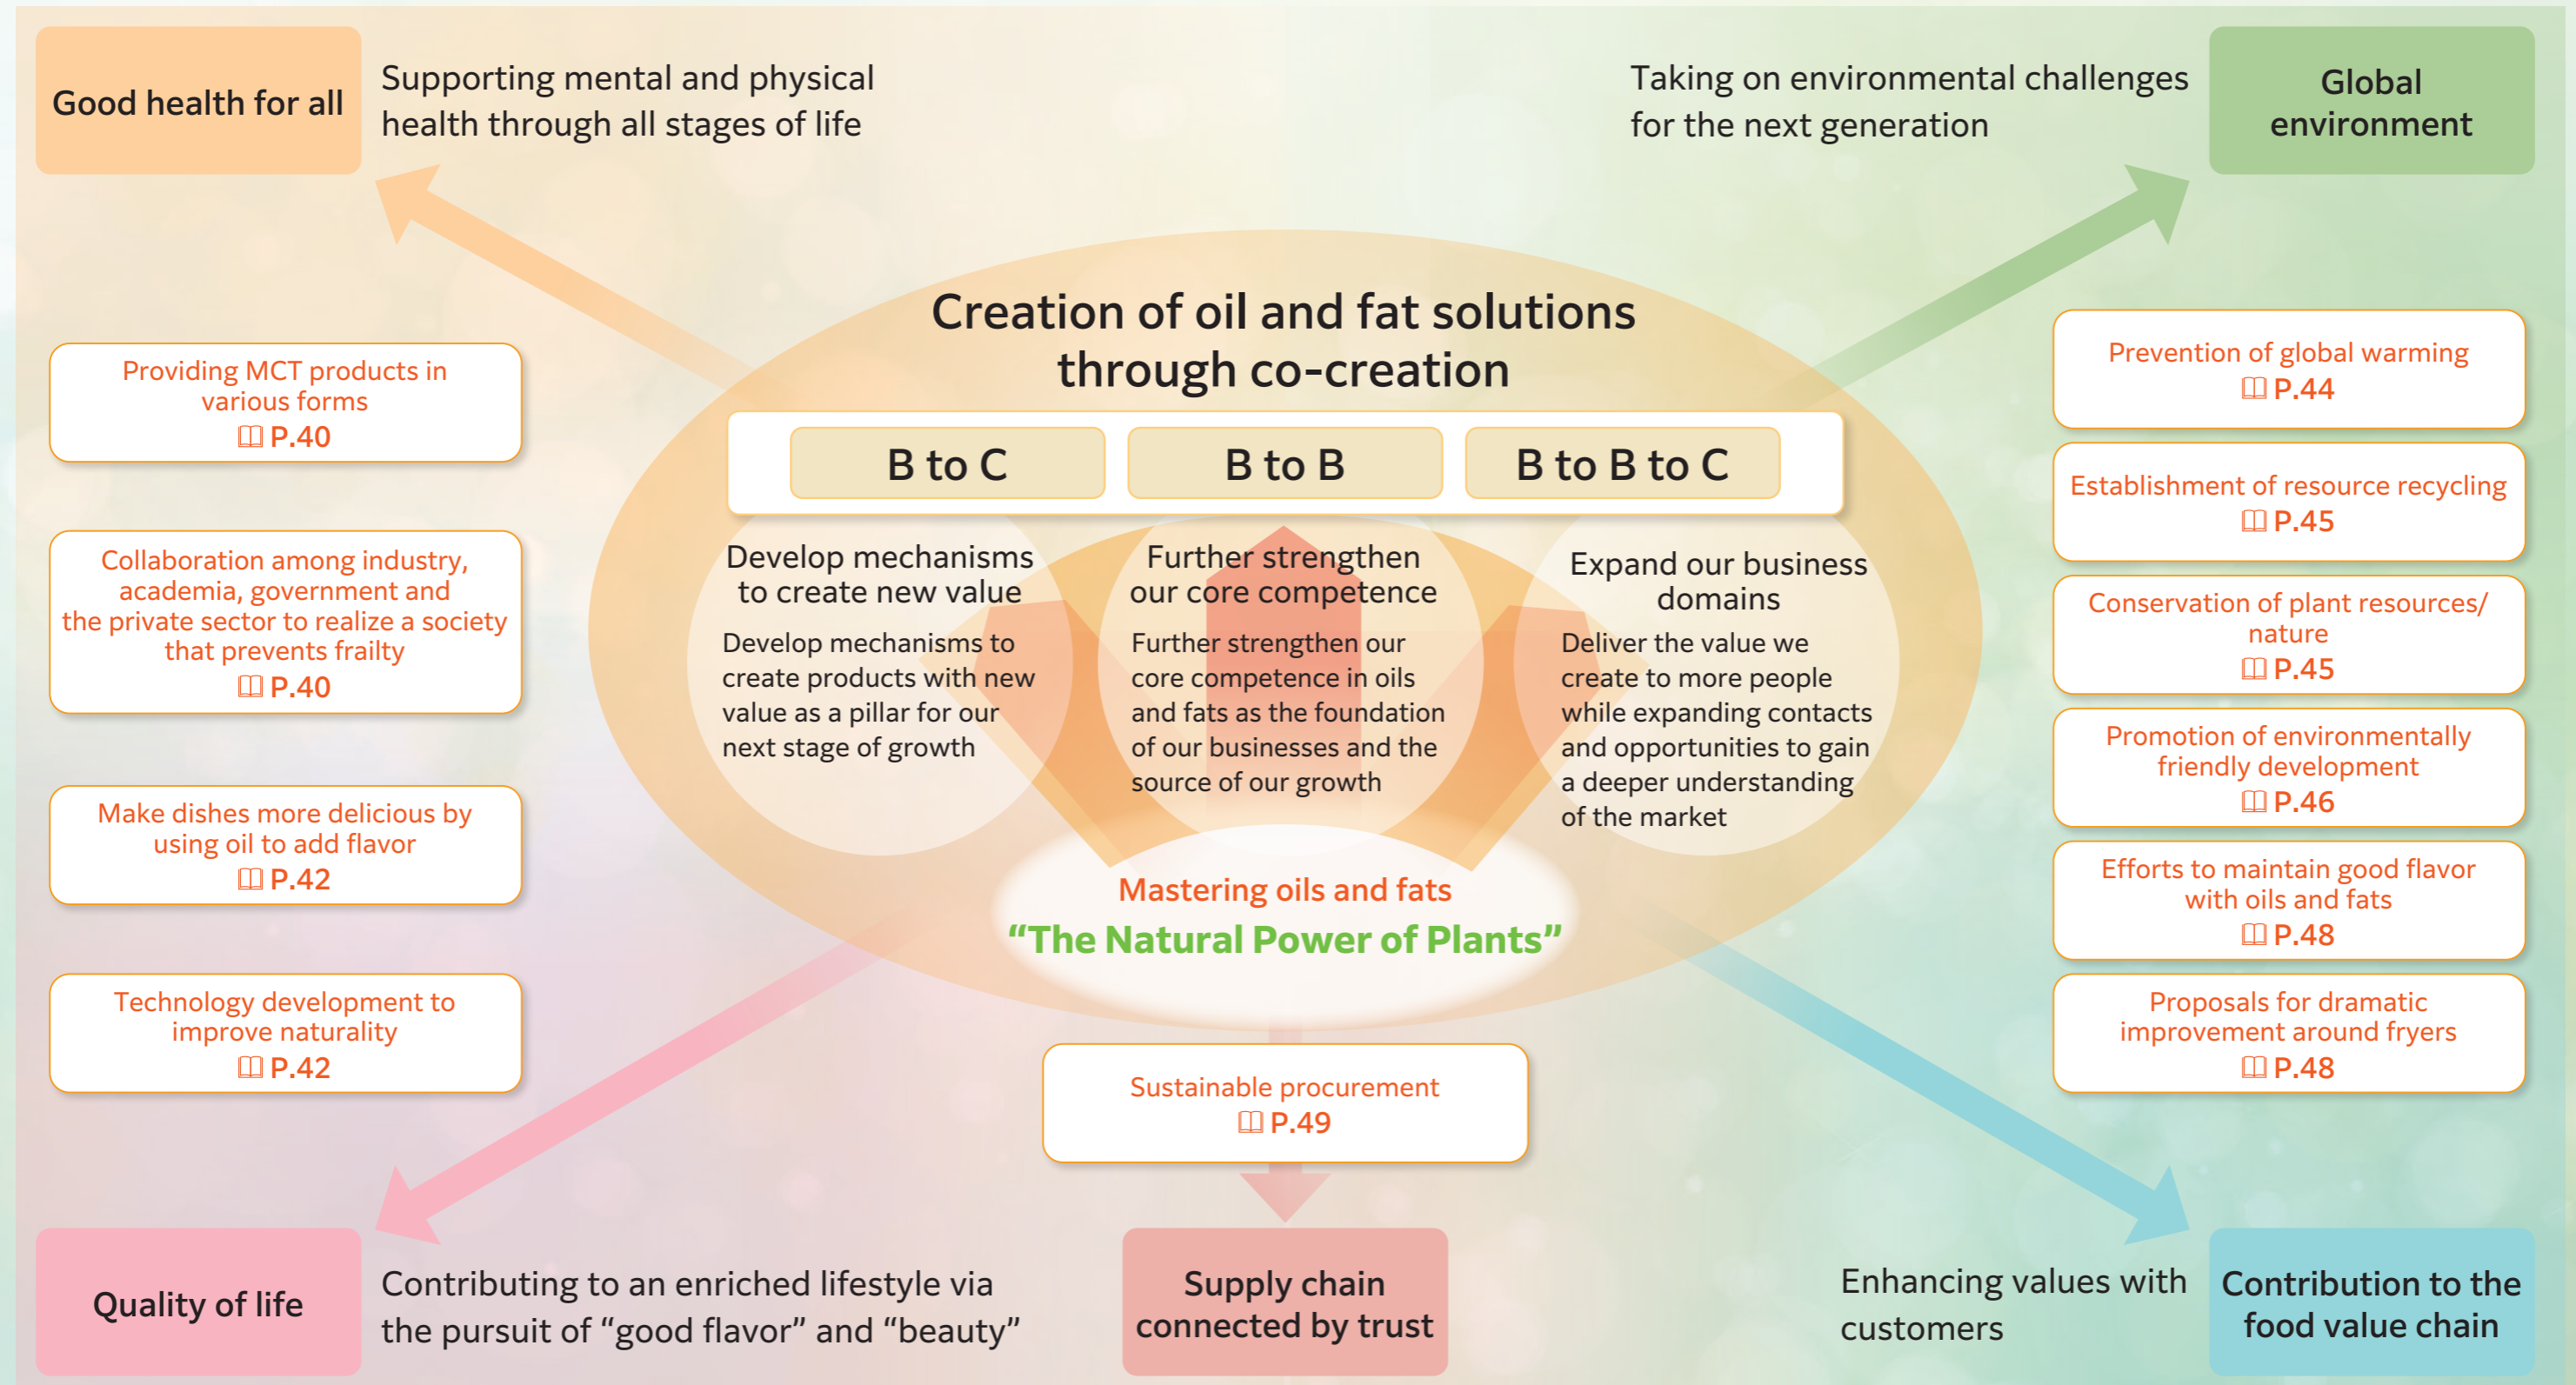 Good health for all
Supporting mental and physical
health through all stages of life
Taking on environmental challenges
for the next generation
Global
environment
Creation of oil and fat solutions
through co-creation
B to C
B to B
B to B to C
Develop mechanisms
to create new value
Develop mechanisms to
create products with new
value as a pillar for our
next stage of growth
Further strengthen
our core competence
Further strengthen our
core competence in oils
and fats as the foundation
of our businesses and the
source of our growth
Expand our business
domains
Deliver the value we
create to more people
while expanding contacts
and opportunities to gain
a deeper understanding
of the market
Mastering oils and fats
“The Natural Power of Plants”
Providing MCT products in
various forms
P.40
Collaboration among industry,
academia, government and
the private sector to realize a society
that prevents frailty
P.40
Make dishes more delicious by
using oil to add flavor
P.42
Technology development to
improve naturality
P.42
Prevention of global warming
P.44
Establishment of resource recycling
P.45
Conservation of plant resources/
nature
P.45
Promotion of environmentally
friendly development
P.46
Efforts to maintain good flavor
with oils and fats
P.48
Proposals for dramatic
improvement around fryers
P.48
Sustainable procurement
P.49
Quality of life
Contributing to an enriched lifestyle via
the pursuit of “good flavor” and “beauty”
Supply chain
connected by trust
Enhancing values with
customers
Contribution to the
food value chain